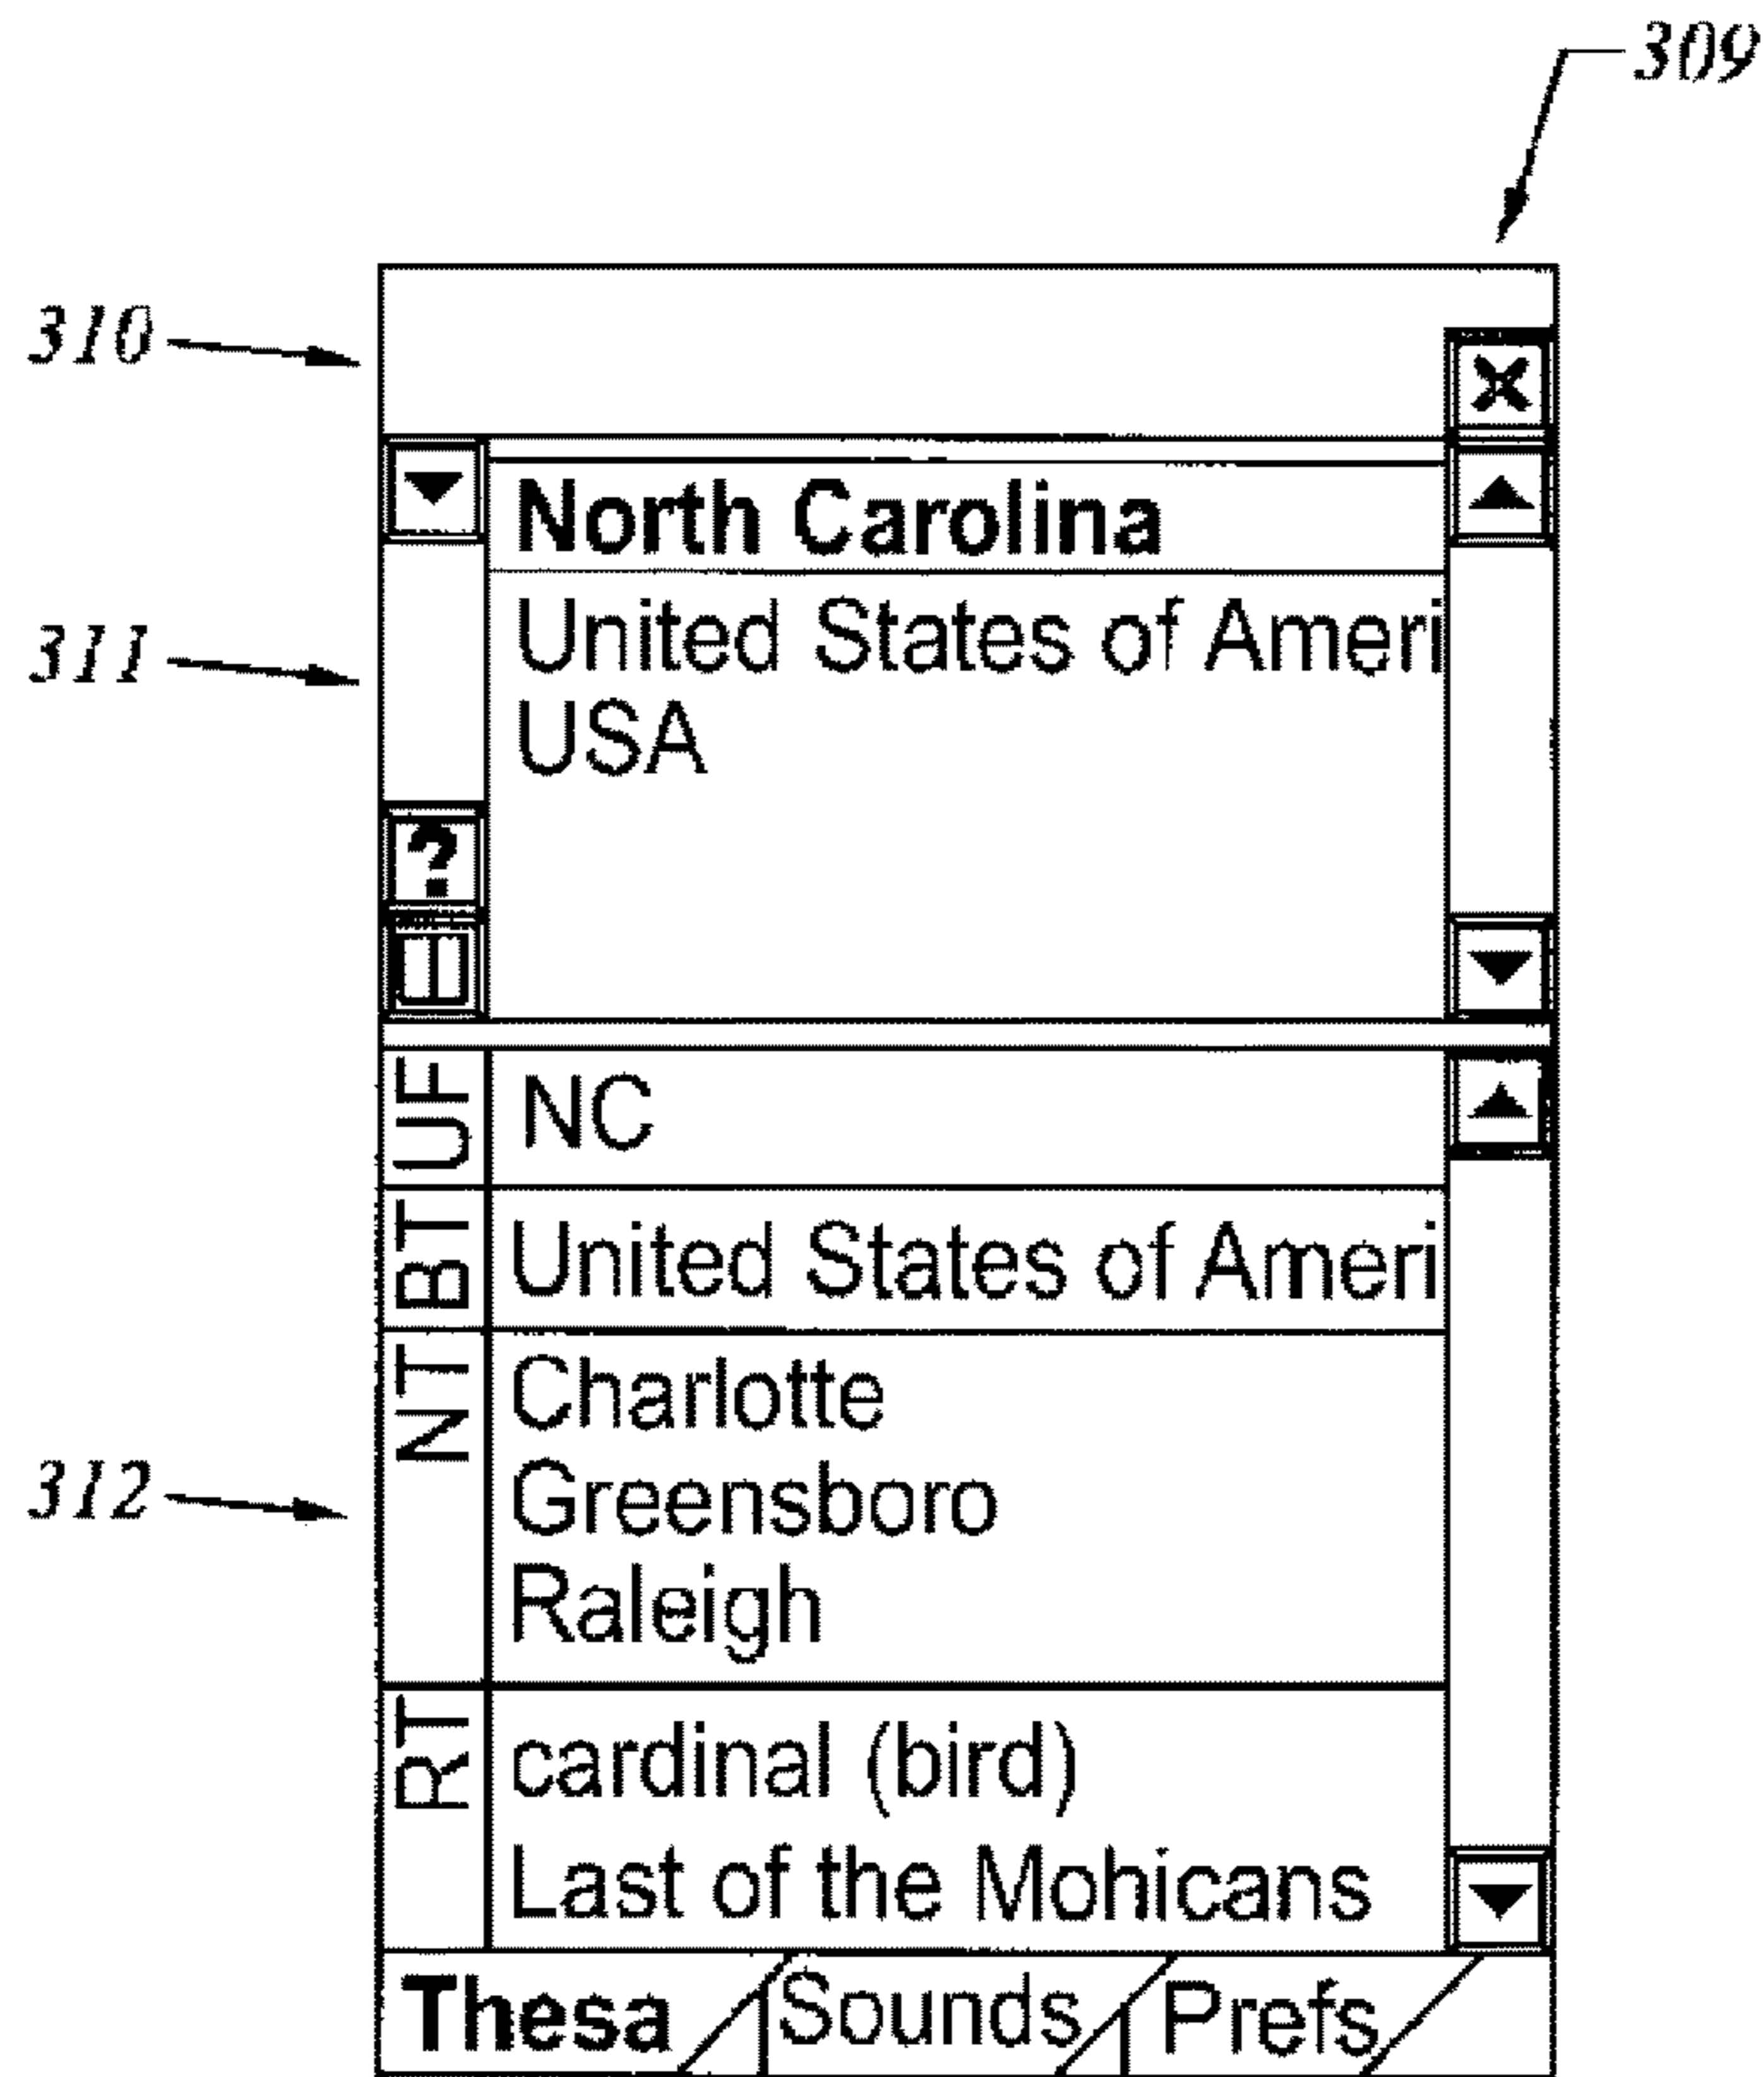 309
310
North Carolina
311
United States of Ameri
USA
?
UF
NC
BT
United States of Ameri
NT
Charlotte
312
Greensboro
Raleigh
RT
cardinal (bird)
Last of the Mohicans
Thesa Sounds Prefs